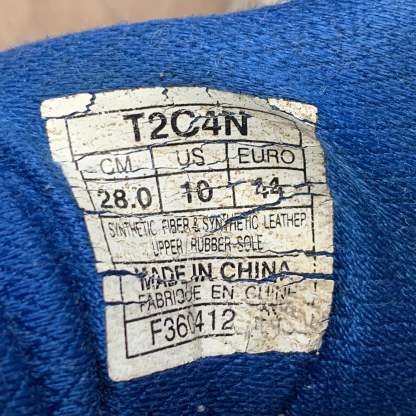 T2C4N
CM US EURO
28.0 10 44
SYNTHETIC FIBER & SYNTHETIC LEATHER
UPPER RUBBER-SOLE
MADE IN CHINA
FABRIQUE EN CHINE
F360412